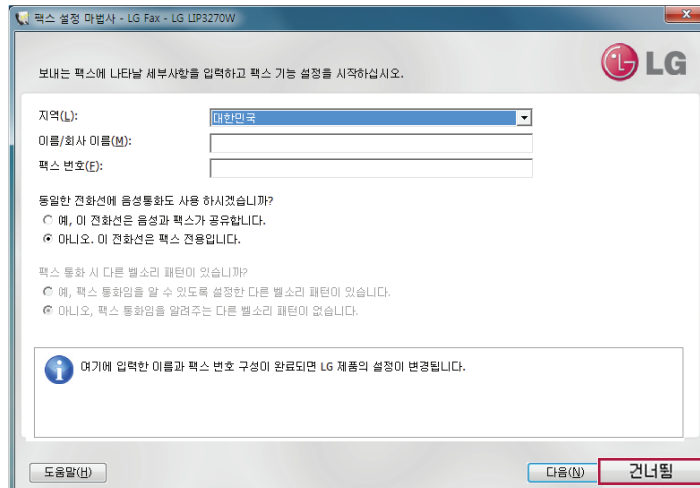 팩스 설정 마법사 - LG Fax - LG LIP3270W
보내는 팩스에 나타날 세부사항을 입력하고 팩스 기능 설정을 시작하십시오.
LG
지역(L):
대한민국
이름/회사 이름(M):
팩스 번호(F):
동일한 전화선에 음성통화도 사용 하시겠습니까?
예, 이 전화선은 음성과 팩스가 공유합니다.
아니오. 이 전화선은 팩스 전용입니다.
팩스 통화 시 다른 벨소리 패턴이 있습니까?
예, 팩스 통화임을 알 수 있도록 설정한 다른 벨소리 패턴이 있습니다.
아니오, 팩스 통화임을 알려주는 다른 벨소리 패턴이 없습니다.
여기에 입력한 이름과 팩스 번호 구성이 완료되면 LG 제품의 설정이 변경됩니다.
도움말(H)
다음(N)
건너뜀